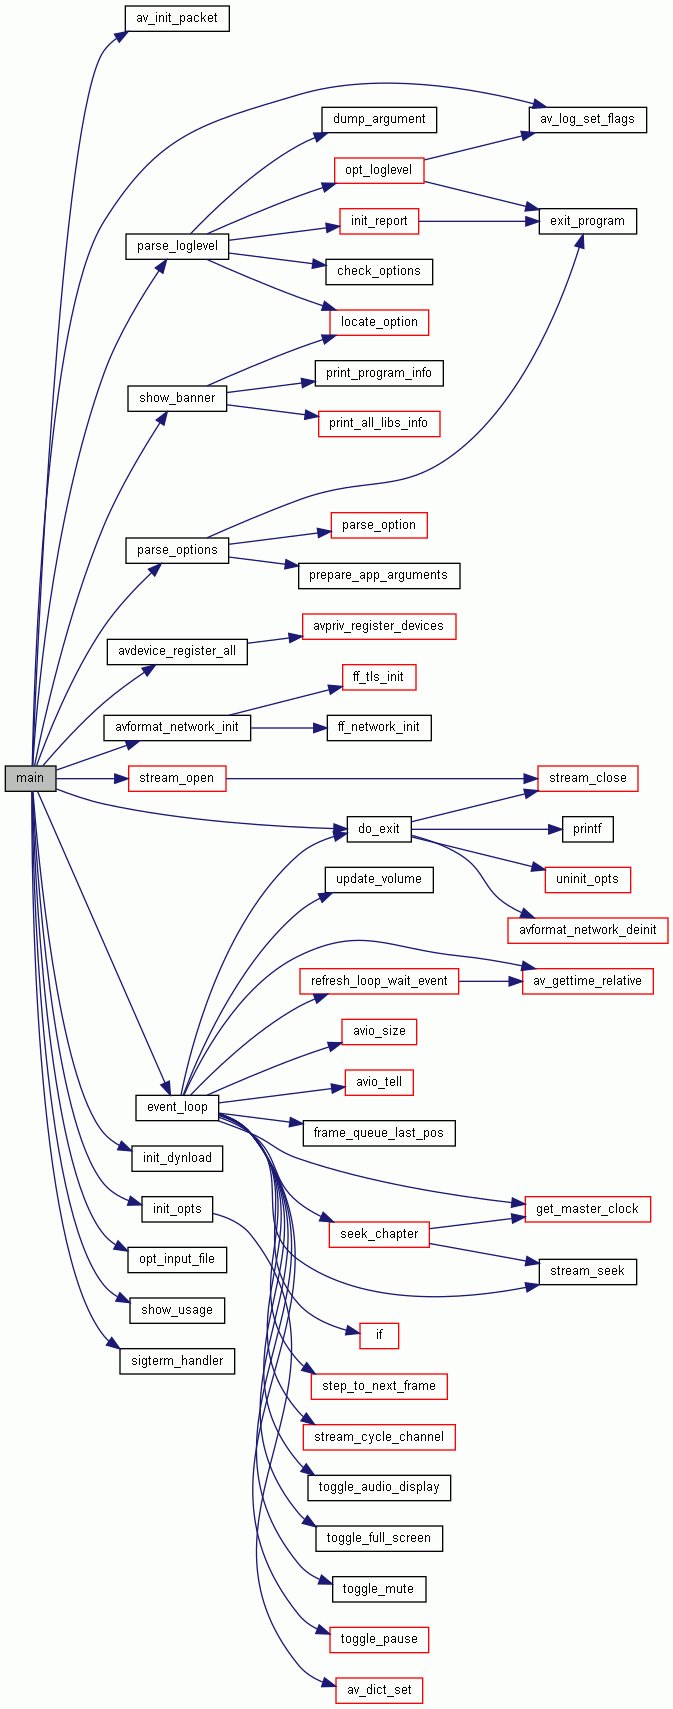 av_init_packet
dump_argument
av_log_set_flags
opt_loglevel
init_report
exit_program
parse_loglevel
check_options
locate_option
print_program_info
show_banner
print_all_libs_info
parse_option
parse_options
prepare_app_arguments
avpriv_register_devices
avdevice_register_all
ff_tls_init
avformat_network_init
ff_network_init
main
stream_open
stream_close
do_exit
printf
update_volume
uninit_opts
avformat_network_deinit
refresh_loop_wait_event
av_gettime_relative
avio_size
avio_tell
event_loop
frame_queue_last_pos
init_dynload
init_opts
get_master_clock
seek_chapter
opt_input_file
stream_seek
show_usage
if
sigterm_handler
step_to_next_frame
stream_cycle_channel
toggle_audio_display
toggle_full_screen
toggle_mute
toggle_pause
av_dict_set